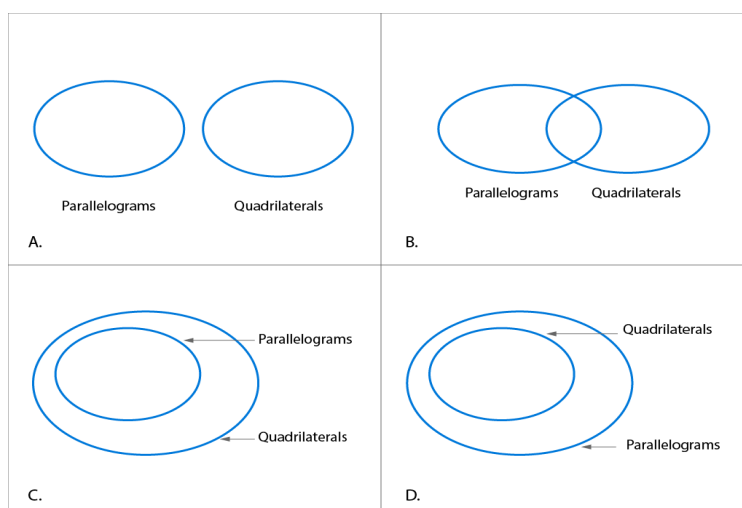 Parallelograms
Quadrilaterals
A.
Parallelograms
Quadrilaterals
B.
Parallelograms
Quadrilaterals
C.
Quadrilaterals
Parallelograms
D.